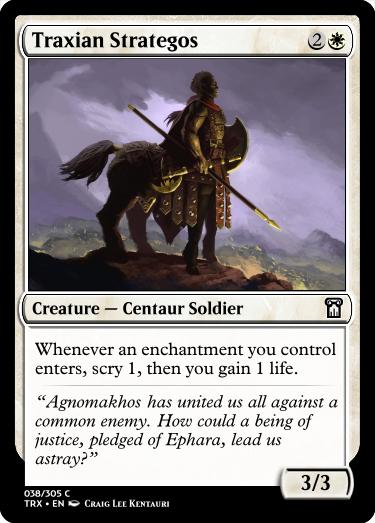 Traxian Strategos 2
Creature — Centaur Soldier
Whenever an enchantment you control
enters, scry 1, then you gain 1 life.
“Agnomakhos has united us all against a
common enemy. How could a being of
justice, pledged of Ephara, lead us
astray?”
3/3
038/305 C
TRX • EN Craig Lee Kentauri